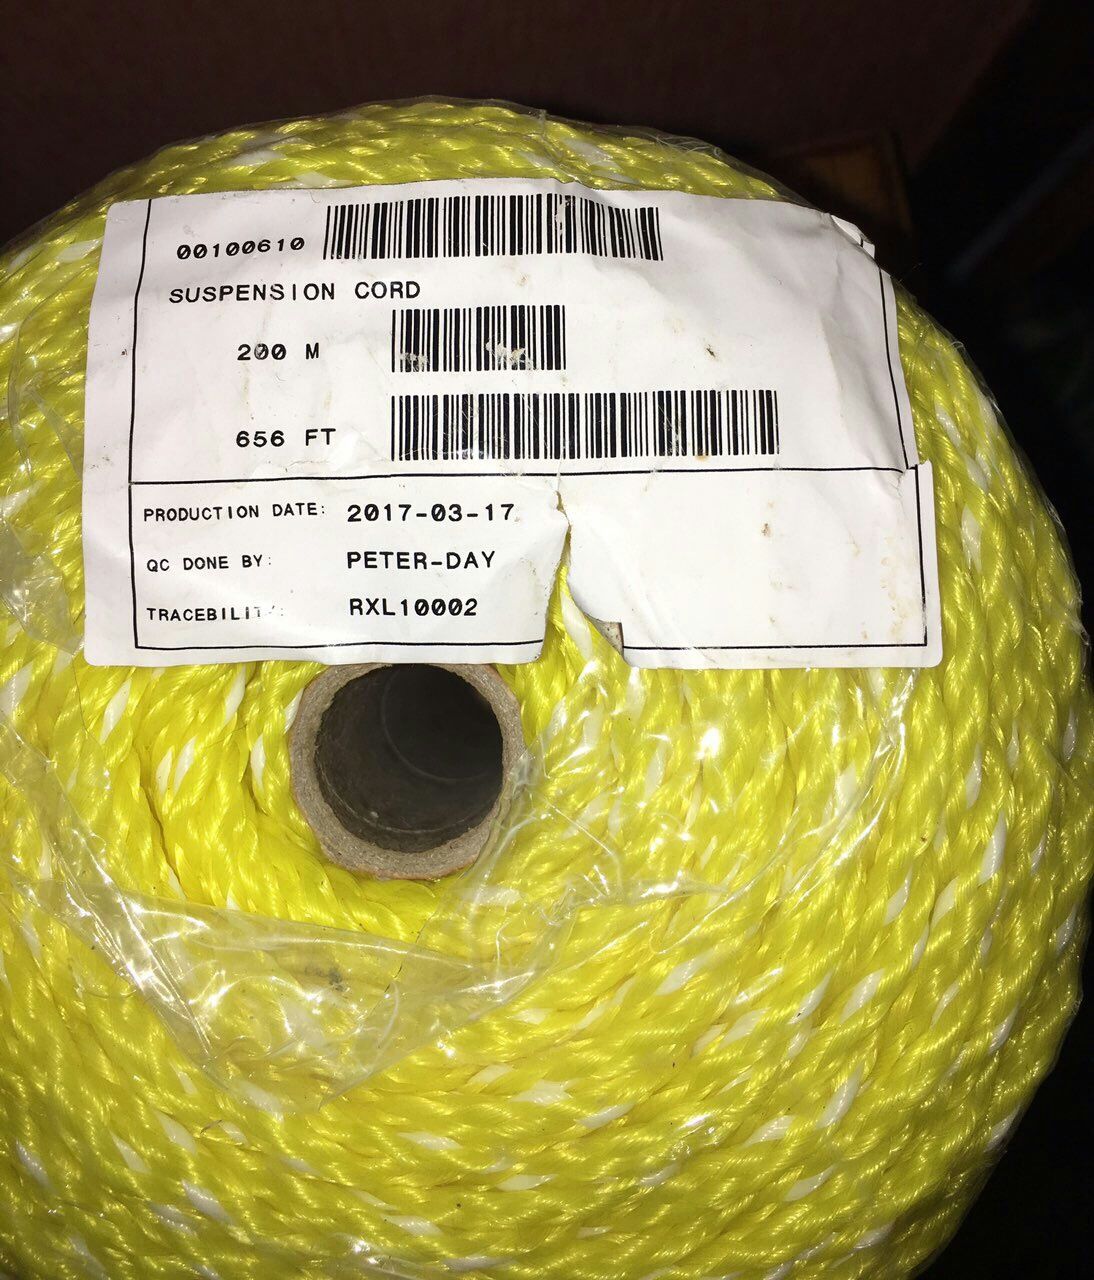 00100610
SUSPENSION CORD
200 M
656 FT
PRODUCTION DATE: 2017-03-17
QC DONE BY: PETER-DAY
RXL10002